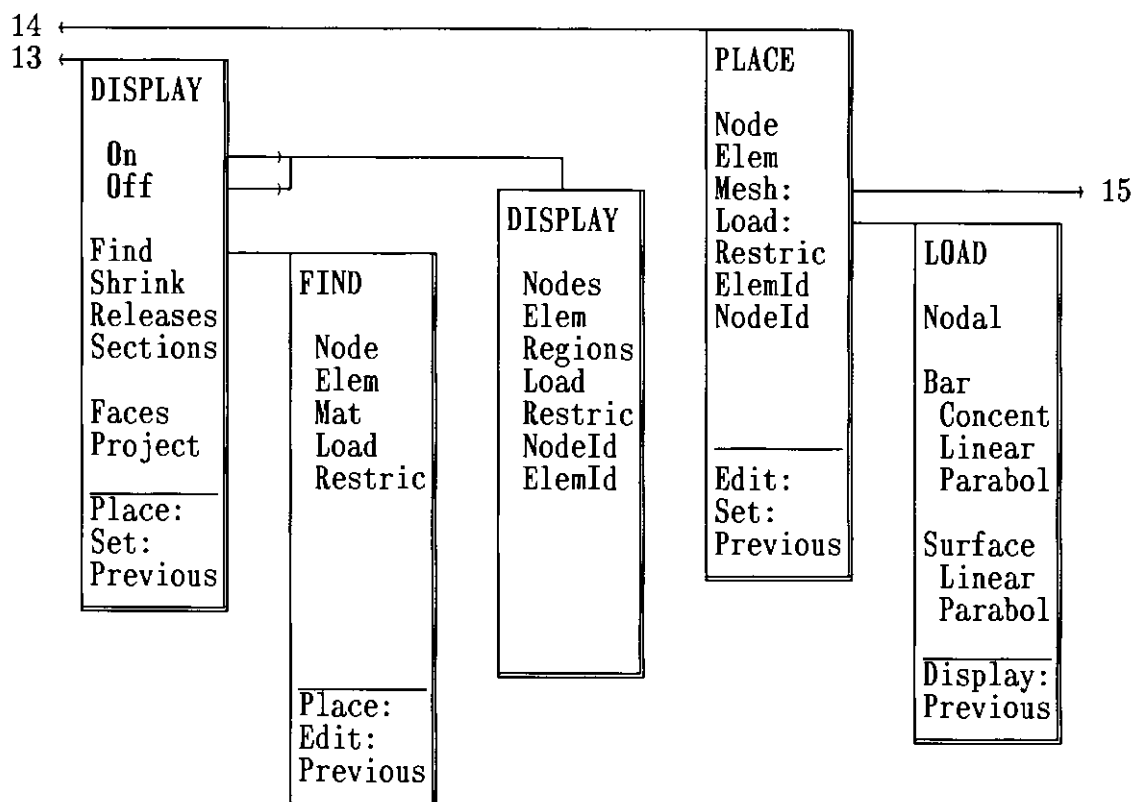 14
13
DISPLAY
On
Off
Find
Shrink
Releases
Sections
Faces
Project
Place:
Set:
Previous
FIND
Node
Elem
Mat
Load
Restric
Place:
Edit:
Previous
DISPLAY
Nodes
Elem
Regions
Load
Restric
NodeId
ElemId
PLACE
Node
Elem
Mesh:
Load:
Restric
ElemId
NodeId
Edit:
Set:
Previous
15
LOAD
Nodal
Bar
Concent
Linear
Parabol
Surface
Linear
Parabol
Display:
Previous